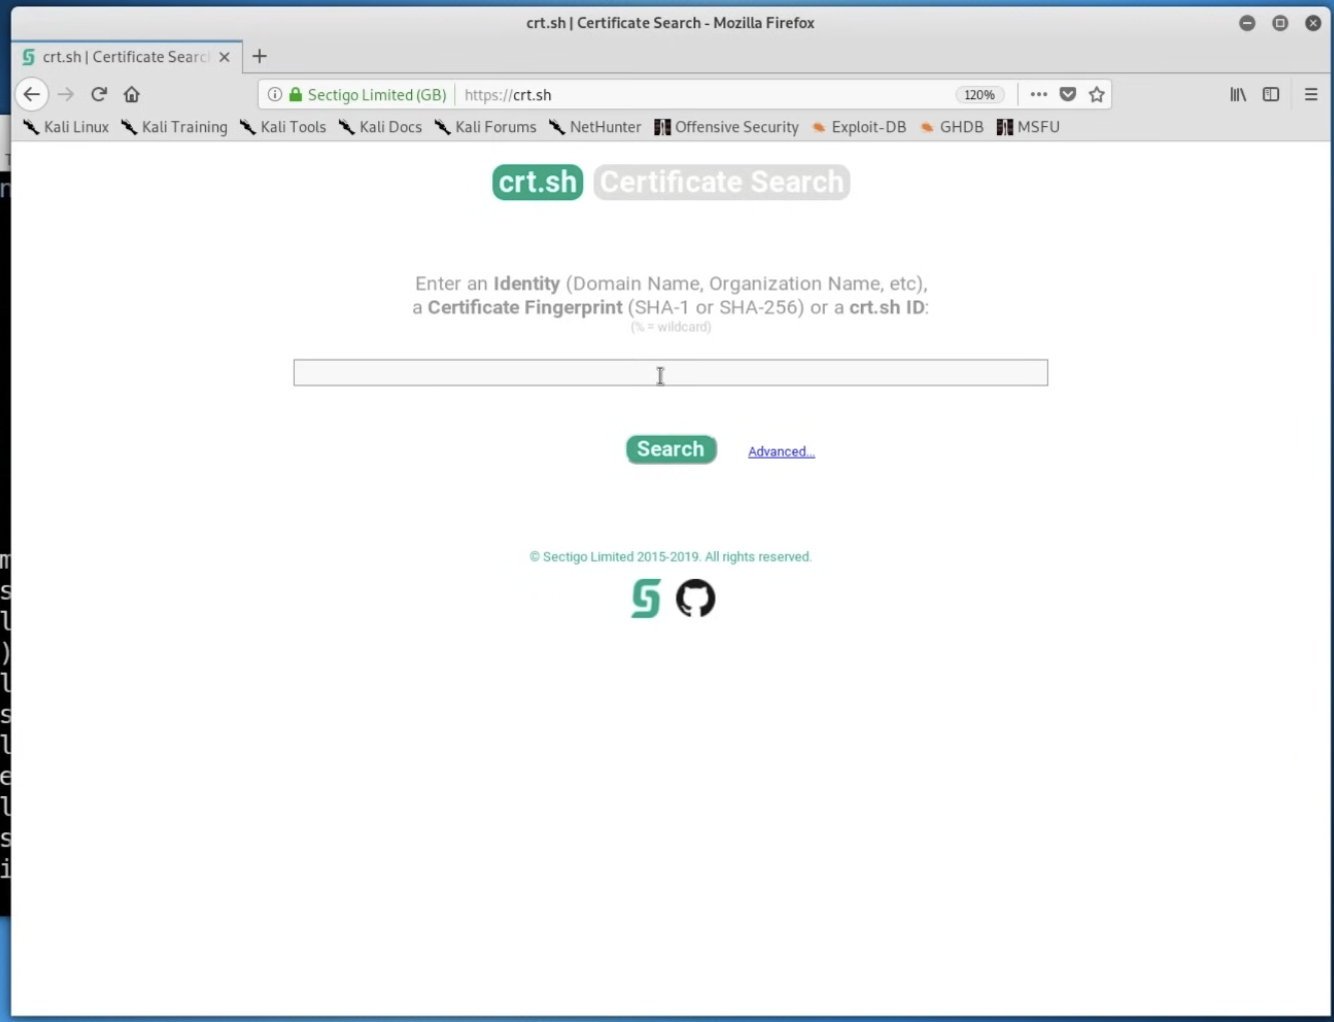 crt.sh | Certificate Search - Mozilla Firefox
crt.sh | Certificate Searc
Sectigo Limited (GB) https://crt.sh 120%
Kali Linux Kali Training Kali Tools Kali Docs Kali Forums NetHunter Offensive Security Exploit-DB GHDB MSFU
crt.sh Certificate Search
Enter an Identity (Domain Name, Organization Name, etc),
a Certificate Fingerprint (SHA-1 or SHA-256) or a crt.sh ID:
(% = wildcard)
Search Advanced...
© Sectigo Limited 2015-2019. All rights reserved.
m
s
l
)
l
s
l
e
l
s
i